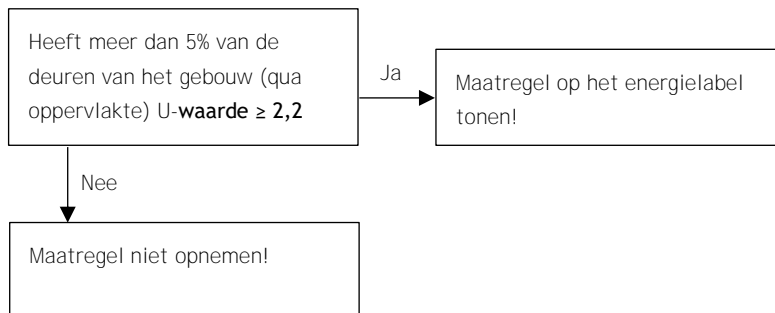 Heeft meer dan 5% van de
deuren van het gebouw (qua
oppervlakte) U-waarde ≥ 2,2
Ja
Maatregel op het energielabel
tonen!
Nee
Maatregel niet opnemen!